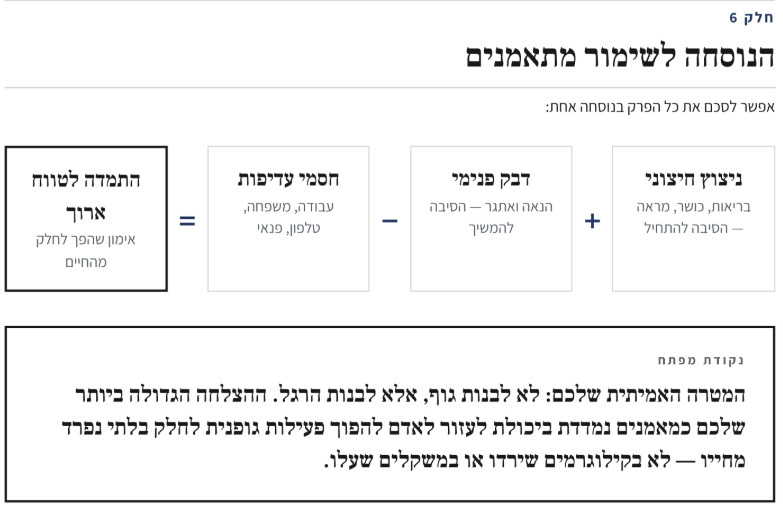 חלק 6
הנוסחה לשימור מתאמנים
אפשר לסכם את כל הפרק בנוסחה אחת:
ניצוץ חיצוני
בריאות, כושר, מראה
— הסיבה להתחיל
+
דבק פנימי
הנאה ואתגר — הסיבה
להמשיך
−
חסמי עדיפות
עבודה, משפחה,
טלפון, פנאי
=
התמדה לטווח
ארוך
אימון שהפך לחלק
מהחיים
נקודת מפתח
המטרה האמיתית שלכם: לא לבנות גוף, אלא לבנות הרגל. ההצלחה הגדולה ביותר
שלכם כמאמנים נמדדת ביכולת לעזור לאדם להפוך פעילות גופנית לחלק בלתי נפרד
מחייו — לא בקילוגרמים שירדו או במשקלים שעלו.